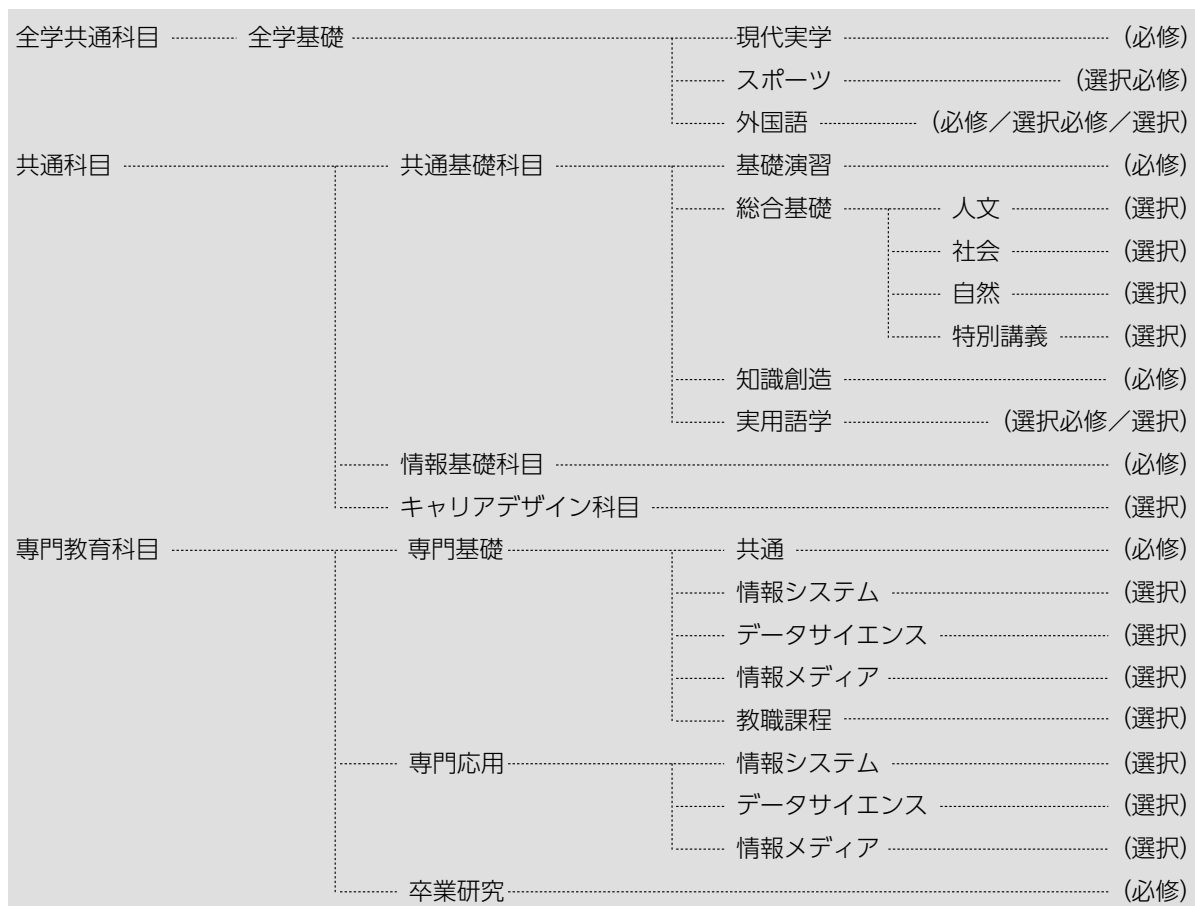 全学共通科目 全学基礎 現代実学 (必修)
スポーツ (選択必修)
外国語 (必修／選択必修／選択)
共通科目 共通基礎科目 基礎演習 (必修)
総合基礎 人文 (選択)
社会 (選択)
自然 (選択)
特別講義 (選択)
知識創造 (必修)
実用語学 (選択必修／選択)
情報基礎科目 (必修)
キャリアデザイン科目 (選択)
専門教育科目 専門基礎 共通 (必修)
情報システム (選択)
データサイエンス (選択)
情報メディア (選択)
教職課程 (選択)
専門応用 情報システム (選択)
データサイエンス (選択)
情報メディア (選択)
卒業研究 (必修)